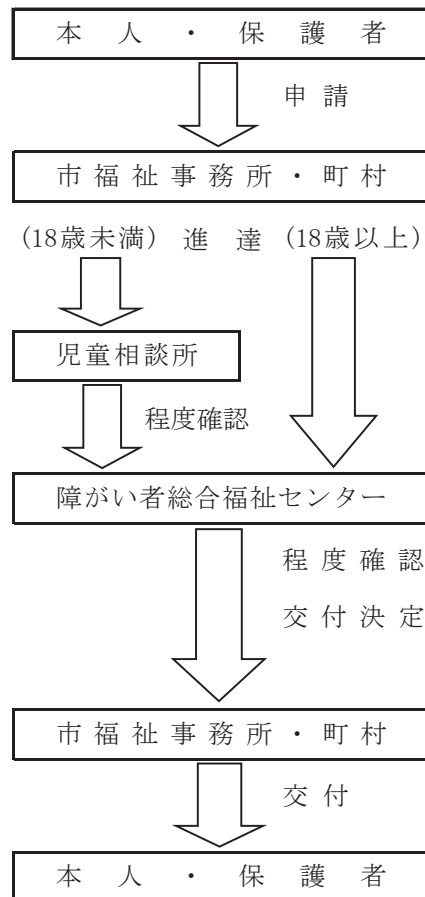 本人・保護者
申請
市福祉事務所・町村
(18歳未満) 進達 (18歳以上)
児童相談所
程度確認
障がい者総合福祉センター
程度確認
交付決定
市福祉事務所・町村
交付
本人・保護者